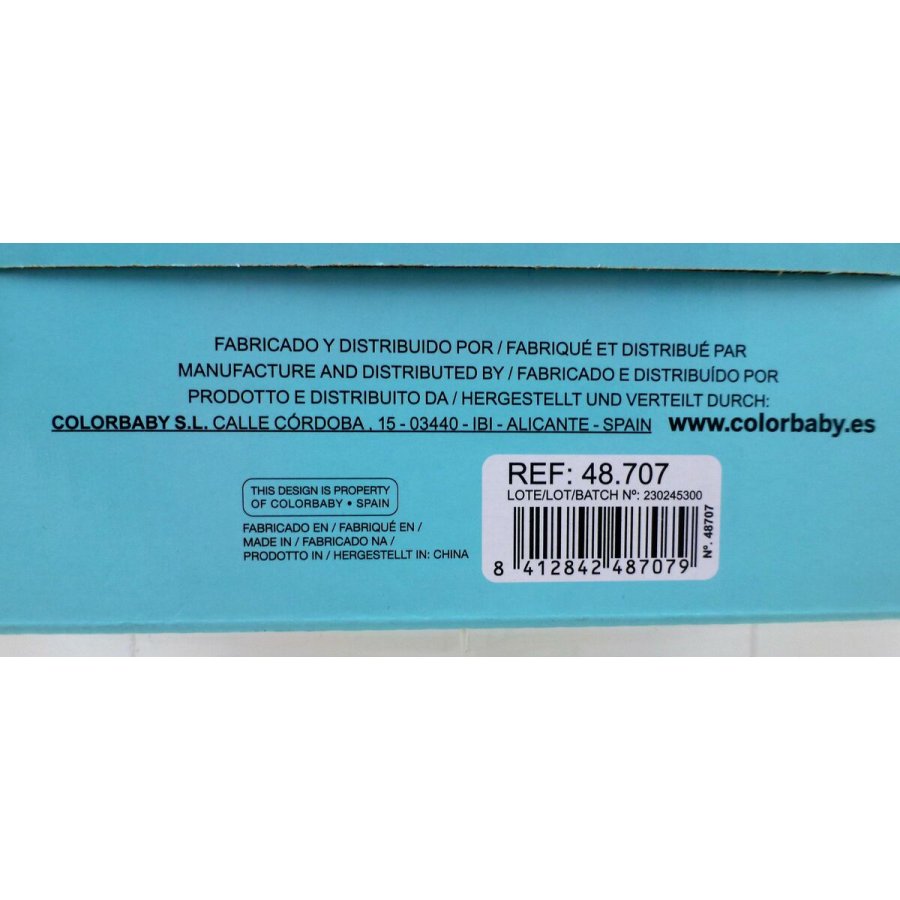 FABRICADO Y DISTRIBUIDO POR / FABRIQUÉ ET DISTRIBUÉ PAR
MANUFACTURE AND DISTRIBUTED BY / FABRICADO E DISTRIBUÍDO POR
PRODOTTO E DISTRIBUITO DA / HERGESTELLT UND VERTEILT DURCH:
COLORBABY S.L. CALLE CÓRDOBA , 15 - 03440 - IBI - ALICANTE - SPAIN www.colorbaby.es
THIS DESIGN IS PROPERTY
OF COLORBABY • SPAIN
FABRICADO EN / FABRIQUÉ EN /
MADE IN / FABRICADO NA /
PRODOTTO IN / HERGESTELLT IN: CHINA
REF: 48.707
LOTE/LOT/BATCH Nº: 230245300
8 412842 487079
Nº. 48707